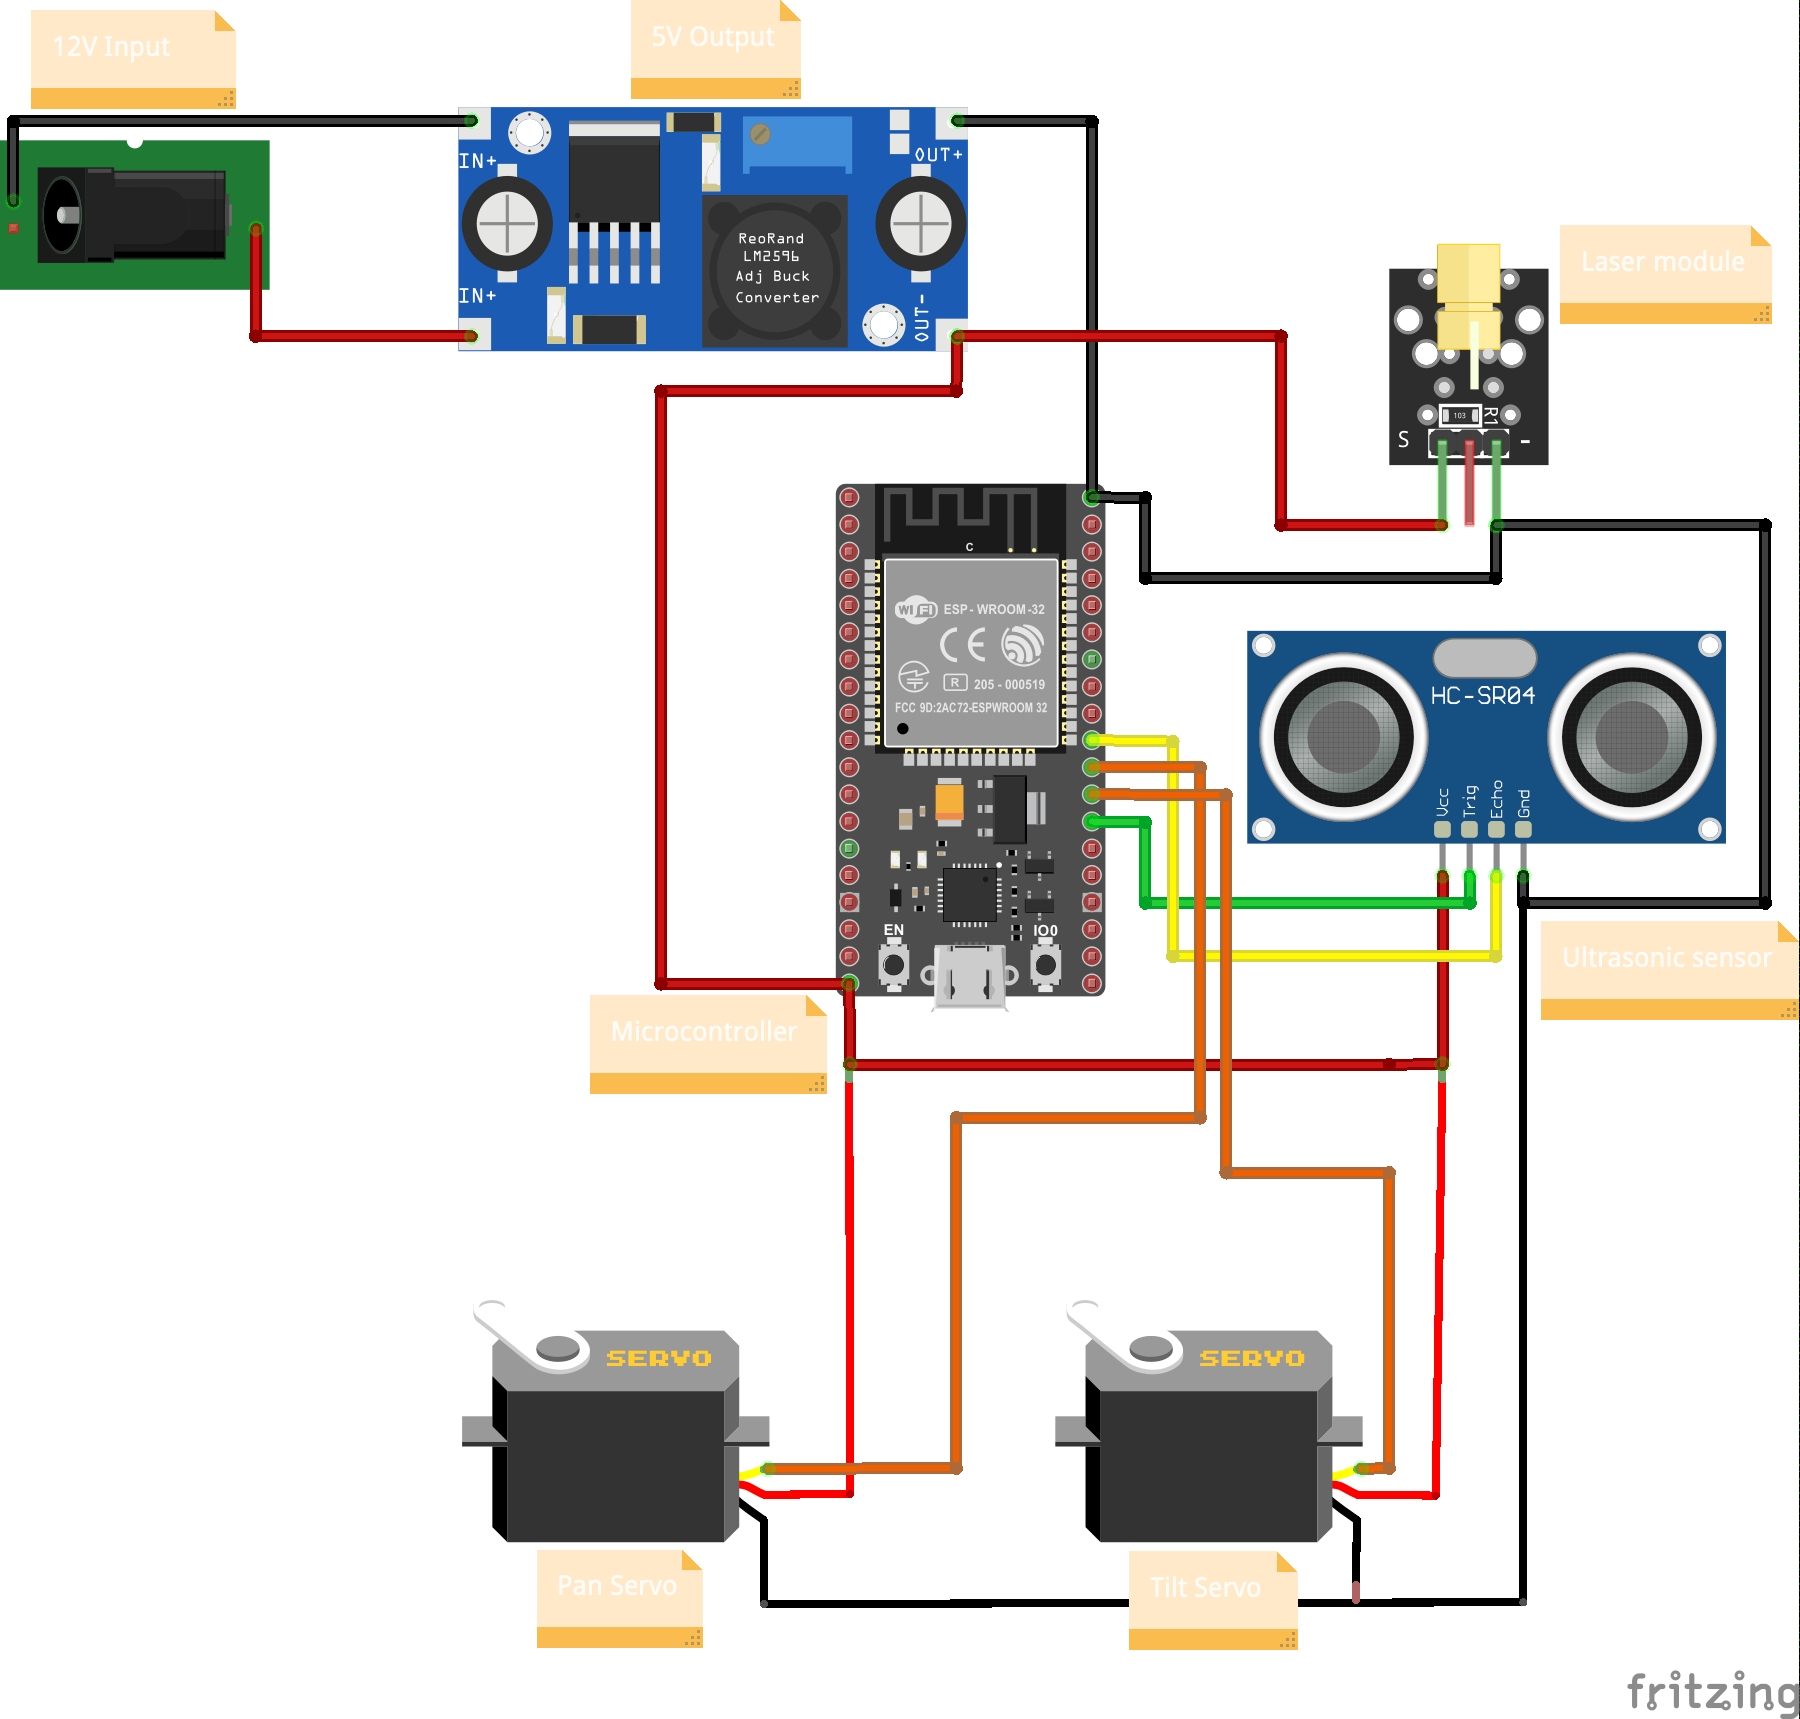 12V Input
5V Output
IN+
OUT+
ReoRand
LM2596
Adj Buck
Converter
IN+
OUT-
Laser module
103
R1
S
-
C
WiFi
ESP-WROOM-32
CE
R
205-000519
FCC 9D:2AC72-ESPWROOM 32
HC-SR04
Vcc
Trig
Echo
Gnd
EN
IO0
Ultrasonic sensor
Microcontroller
SERVO
SERVO
Pan Servo
Tilt Servo
fritzing